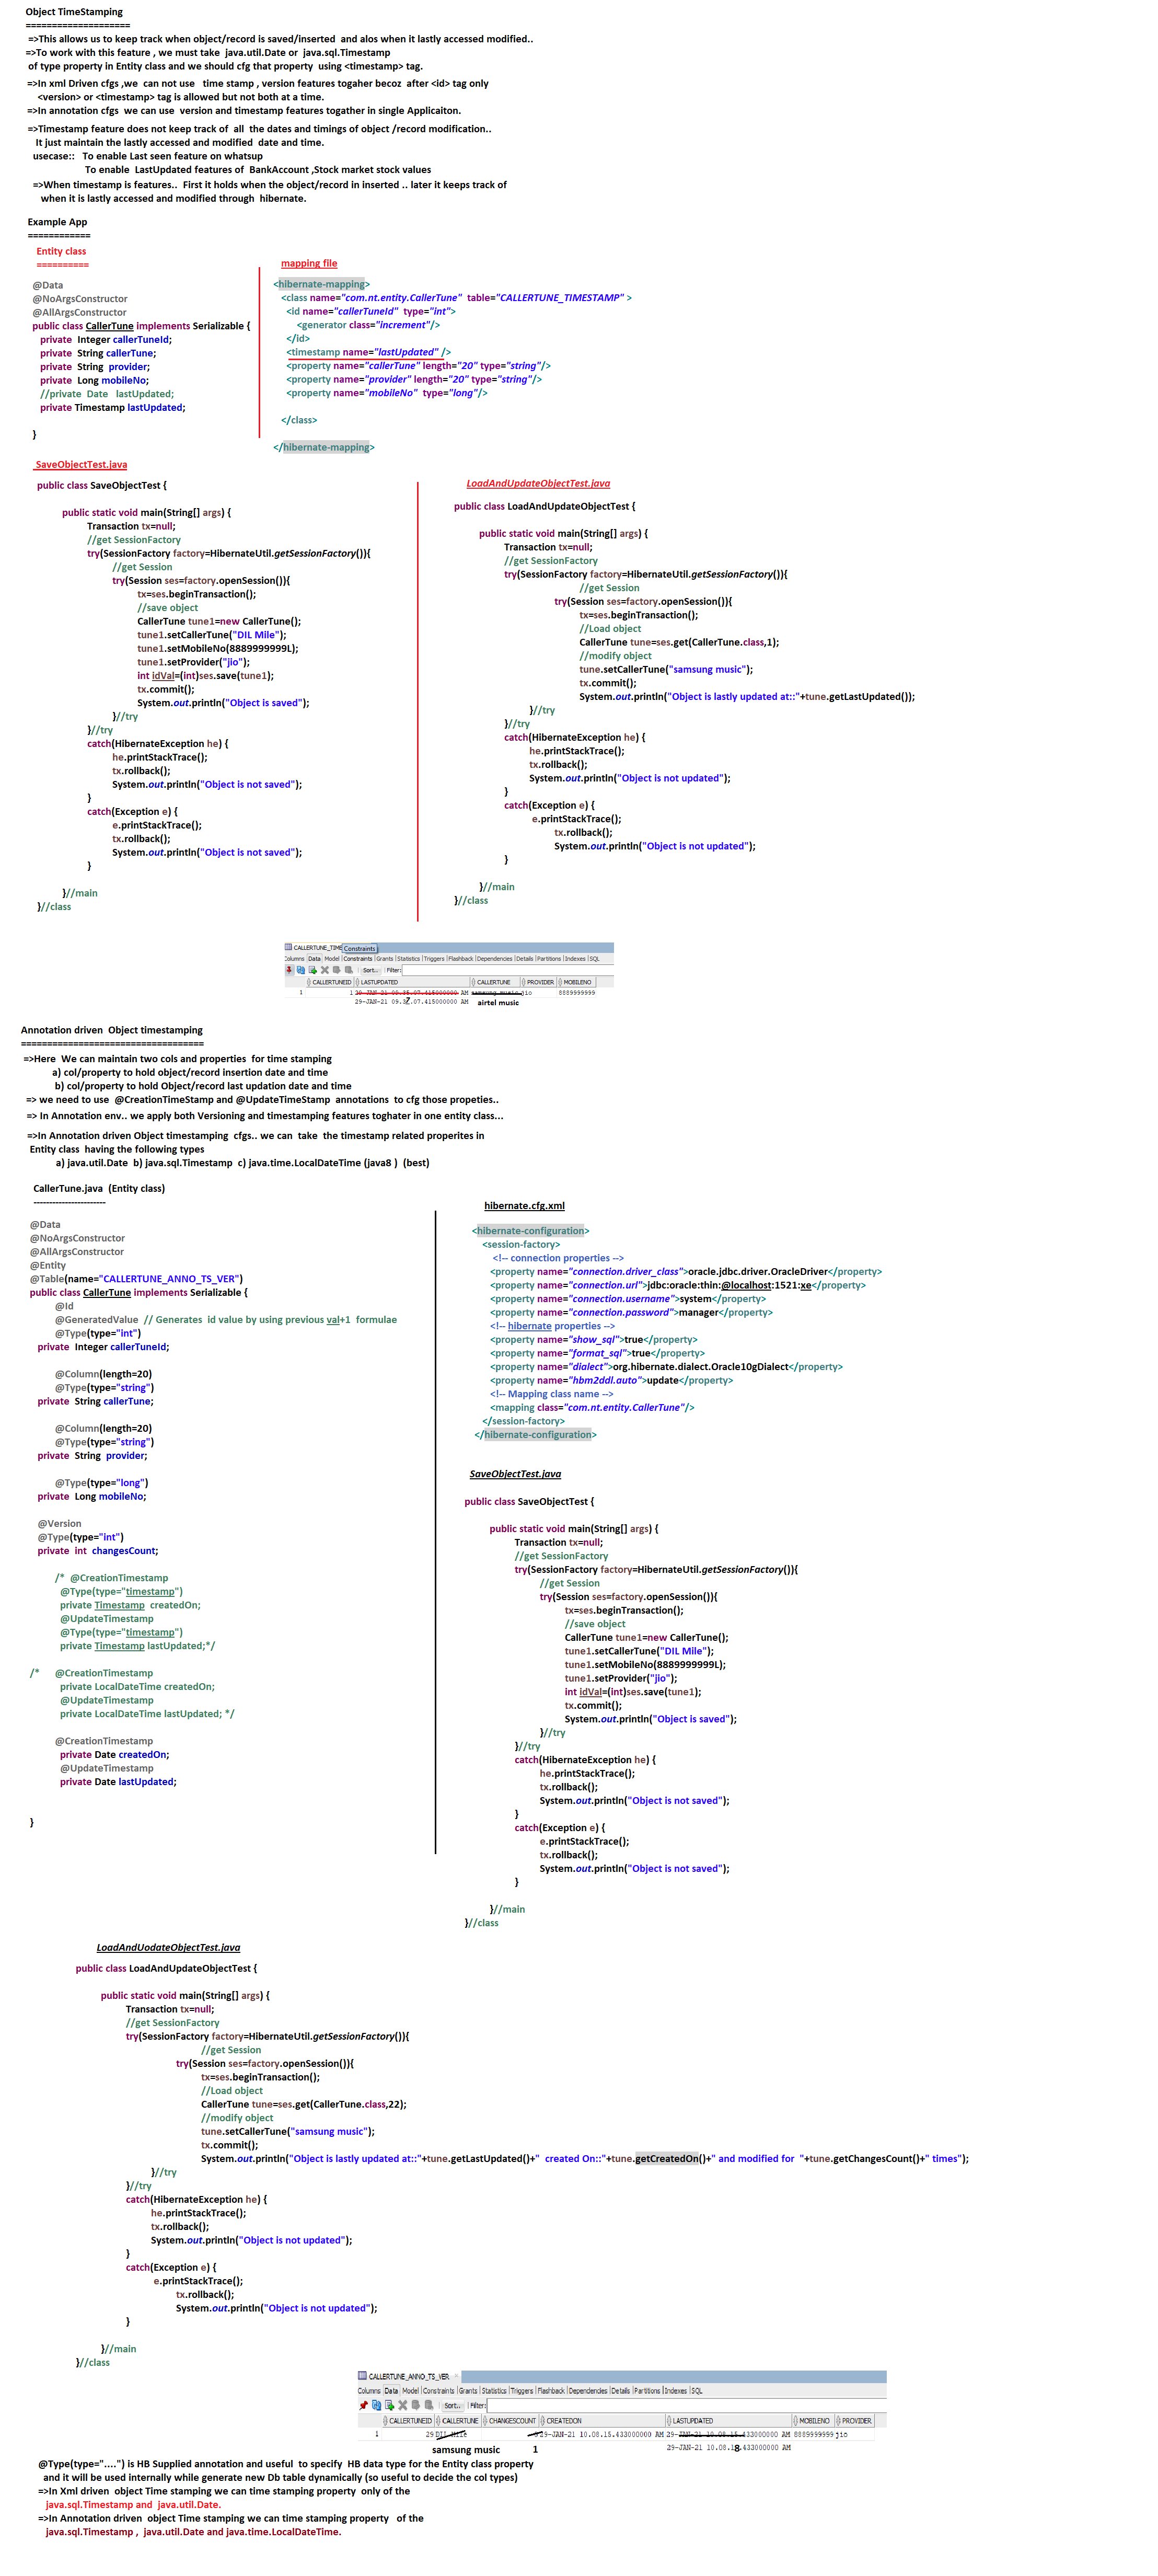 Object TimeStamping
====================
=>This allows us to keep track when object/record is saved/inserted and alos when it lastly accessed modified..
=>To work with this feature , we must take java.util.Date or java.sql.Timestamp
of type property in Entity class and we should cfg that property using <timestamp> tag.
=>In xml Driven cfgs ,we can not use time stamp , version features togaher becoz after <id> tag only
<version> or <timestamp> tag is allowed but not both at a time.
=>In annotation cfgs we can use version and timestamp features togather in single Applicaiton.
=>Timestamp feature does not keep track of all the dates and timings of object /record modification..
It just maintain the lastly accessed and modified date and time.
usecase:: To enable Last seen feature on whatsup
To enable LastUpdated features of BankAccount ,Stock market stock values
=>When timestamp is features.. First it holds when the object/record in inserted .. later it keeps track of
when it is lastly accessed and modified through hibernate.
Example App
============
Entity class
==========
@Data
@NoArgsConstructor
@AllArgsConstructor
public class CallerTune implements Serializable {
private Integer callerTuneId;
private String callerTune;
private String provider;
private Long mobileNo;
//private Date lastUpdated;
private Timestamp lastUpdated;
}
mapping file
<hibernate-mapping>
<class name="com.nt.entity.CallerTune" table="CALLERTUNE_TIMESTAMP" >
<id name="callerTuneId" type="int">
<generator class="increment"/>
</id>
<timestamp name="lastUpdated" />
<property name="callerTune" length="20" type="string"/>
<property name="provider" length="20" type="string"/>
<property name="mobileNo" type="long"/>
</class>
</hibernate-mapping>
SaveObjectTest.java
public class SaveObjectTest {
public static void main(String[] args) {
Transaction tx=null;
//get SessionFactory
try(SessionFactory factory=HibernateUtil.getSessionFactory()){
//get Session
try(Session ses=factory.openSession()){
tx=ses.beginTransaction();
//save object
CallerTune tune1=new CallerTune();
tune1.setCallerTune("DIL Mile");
tune1.setMobileNo(8889999999L);
tune1.setProvider("jio");
int idVal=(int)ses.save(tune1);
tx.commit();
System.out.println("Object is saved");
}//try
}//try
catch(HibernateException he) {
he.printStackTrace();
tx.rollback();
System.out.println("Object is not saved");
}
catch(Exception e) {
e.printStackTrace();
tx.rollback();
System.out.println("Object is not saved");
}
}//main
}//class
LoadAndUpdateObjectTest.java
public class LoadAndUpdateObjectTest {
public static void main(String[] args) {
Transaction tx=null;
//get SessionFactory
try(SessionFactory factory=HibernateUtil.getSessionFactory()){
//get Session
try(Session ses=factory.openSession()){
tx=ses.beginTransaction();
//Load object
CallerTune tune=ses.get(CallerTune.class,1);
//modify object
tune.setCallerTune("samsung music");
tx.commit();
System.out.println("Object is lastly updated at::"+tune.getLastUpdated());
}//try
}//try
catch(HibernateException he) {
he.printStackTrace();
tx.rollback();
System.out.println("Object is not updated");
}
catch(Exception e) {
e.printStackTrace();
tx.rollback();
System.out.println("Object is not updated");
}
}//main
}//class
CALLERTUNE_TIME Constraints
Columns Data Model Constraints Grants Statistics Triggers Flashback Dependencies Details Partitions Indexes SQL
Sort.. Filter:
CALLERTUNEID LASTUPDATED CALLERTUNE PROVIDER MOBILENO
1 1 29-JAN-21 09.35.07.415000000 AM samsung music jio 8889999999
29-JAN-21 09.37.07.415000000 AM airtel music
Annotation driven Object timestamping
===================================
=>Here We can maintain two cols and properties for time stamping
a) col/property to hold object/record insertion date and time
b) col/property to hold Object/record last updation date and time
=> we need to use @CreationTimeStamp and @UpdateTimeStamp annotations to cfg those propeties..
=> In Annotation env.. we apply both Versioning and timestamping features toghater in one entity class...
=>In Annotation driven Object timestamping cfgs.. we can take the timestamp related properites in
Entity class having the following types
a) java.util.Date b) java.sql.Timestamp c) java.time.LocalDateTime (java8 ) (best)
CallerTune.java (Entity class)
-----------------------
@Data
@NoArgsConstructor
@AllArgsConstructor
@Entity
@Table(name="CALLERTUNE_ANNO_TS_VER")
public class CallerTune implements Serializable {
@Id
@GeneratedValue // Generates id value by using previous val+1 formulae
@Type(type="int")
private Integer callerTuneId;
@Column(length=20)
@Type(type="string")
private String callerTune;
@Column(length=20)
@Type(type="string")
private String provider;
@Type(type="long")
private Long mobileNo;
@Version
@Type(type="int")
private int changesCount;
/* @CreationTimestamp
@Type(type="timestamp")
private Timestamp createdOn;
@UpdateTimestamp
@Type(type="timestamp")
private Timestamp lastUpdated;*/
/* @CreationTimestamp
private LocalDateTime createdOn;
@UpdateTimestamp
private LocalDateTime lastUpdated; */
@CreationTimestamp
private Date createdOn;
@UpdateTimestamp
private Date lastUpdated;
}
hibernate.cfg.xml
<hibernate-configuration>
<session-factory>
<!-- connection properties -->
<property name="connection.driver_class">oracle.jdbc.driver.OracleDriver</property>
<property name="connection.url">jdbc:oracle:thin:@localhost:1521:xe</property>
<property name="connection.username">system</property>
<property name="connection.password">manager</property>
<!-- hibernate properties -->
<property name="show_sql">true</property>
<property name="format_sql">true</property>
<property name="dialect">org.hibernate.dialect.Oracle10gDialect</property>
<property name="hbm2ddl.auto">update</property>
<!-- Mapping class name -->
<mapping class="com.nt.entity.CallerTune"/>
</session-factory>
</hibernate-configuration>
SaveObjectTest.java
public class SaveObjectTest {
public static void main(String[] args) {
Transaction tx=null;
//get SessionFactory
try(SessionFactory factory=HibernateUtil.getSessionFactory()){
//get Session
try(Session ses=factory.openSession()){
tx=ses.beginTransaction();
//save object
CallerTune tune1=new CallerTune();
tune1.setCallerTune("DIL Mile");
tune1.setMobileNo(8889999999L);
tune1.setProvider("jio");
int idVal=(int)ses.save(tune1);
tx.commit();
System.out.println("Object is saved");
}//try
}//try
catch(HibernateException he) {
he.printStackTrace();
tx.rollback();
System.out.println("Object is not saved");
}
catch(Exception e) {
e.printStackTrace();
tx.rollback();
System.out.println("Object is not saved");
}
}//main
}//class
LoadAndUodateObjectTest.java
public class LoadAndUpdateObjectTest {
public static void main(String[] args) {
Transaction tx=null;
//get SessionFactory
try(SessionFactory factory=HibernateUtil.getSessionFactory()){
//get Session
try(Session ses=factory.openSession()){
tx=ses.beginTransaction();
//Load object
CallerTune tune=ses.get(CallerTune.class,22);
//modify object
tune.setCallerTune("samsung music");
tx.commit();
System.out.println("Object is lastly updated at::"+tune.getLastUpdated()+" created On::"+tune.getCreatedOn()+" and modified for "+tune.getChangesCount()+" times");
}//try
}//try
catch(HibernateException he) {
he.printStackTrace();
tx.rollback();
System.out.println("Object is not updated");
}
catch(Exception e) {
e.printStackTrace();
tx.rollback();
System.out.println("Object is not updated");
}
}//main
}//class
CALLERTUNE_ANNO_TS_VER
Columns Data Model Constraints Grants Statistics Triggers Flashback Dependencies Details Partitions Indexes SQL
Sort.. Filter:
CALLERTUNEID CALLERTUNE CHANGESCOUNT CREATEDON LASTUPDATED MOBILENO PROVIDER
1 29 DIL Mile 0 29-JAN-21 10.08.15.433000000 AM 29-JAN-21 10.08.15.433000000 AM 8889999999 jio
samsung music 1 29-JAN-21 10.08.18.433000000 AM
@Type(type="....") is HB Supplied annotation and useful to specify HB data type for the Entity class property
and it will be used internally while generate new Db table dynamically (so useful to decide the col types)
=>In Xml driven object Time stamping we can time stamping property only of the
java.sql.Timestamp and java.util.Date.
=>In Annotation driven object Time stamping we can time stamping property of the
java.sql.Timestamp , java.util.Date and java.time.LocalDateTime.